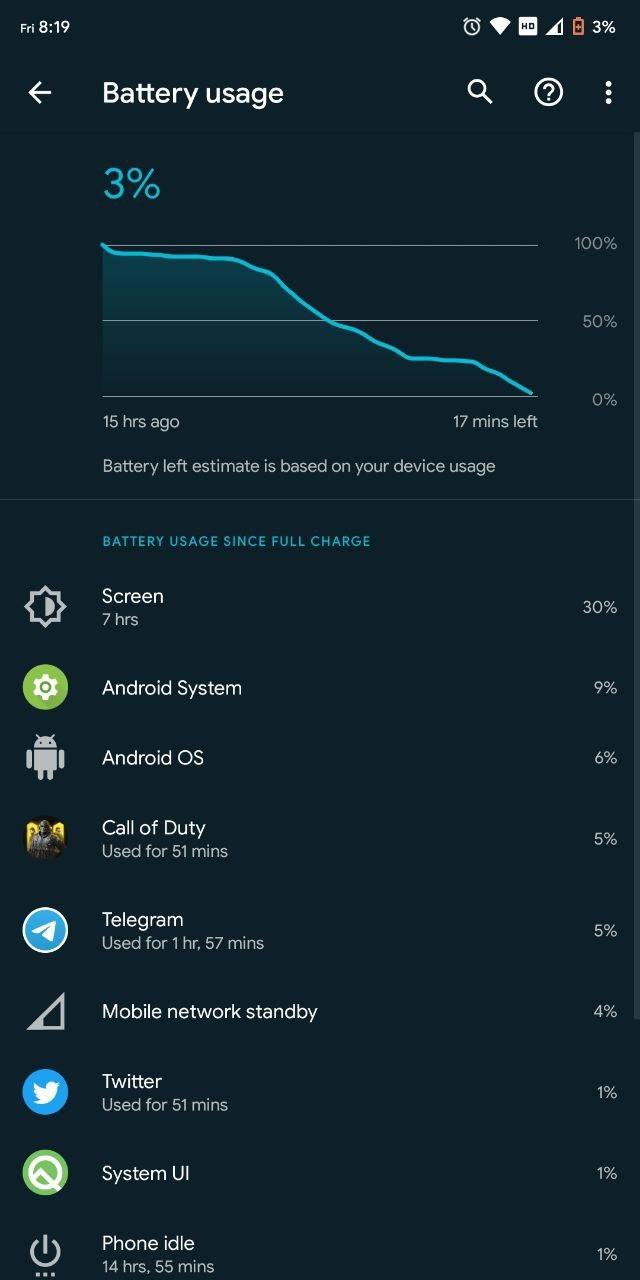 Fri 8:19 HD 3%
Battery usage
3%
100%
50%
0%
15 hrs ago 17 mins left
Battery left estimate is based on your device usage
BATTERY USAGE SINCE FULL CHARGE
Screen 30%
7 hrs
Android System 9%
Android OS 6%
Call of Duty 5%
Used for 51 mins
Telegram 5%
Used for 1 hr, 57 mins
Mobile network standby 4%
Twitter 1%
Used for 51 mins
System UI 1%
Phone idle 1%
14 hrs, 55 mins